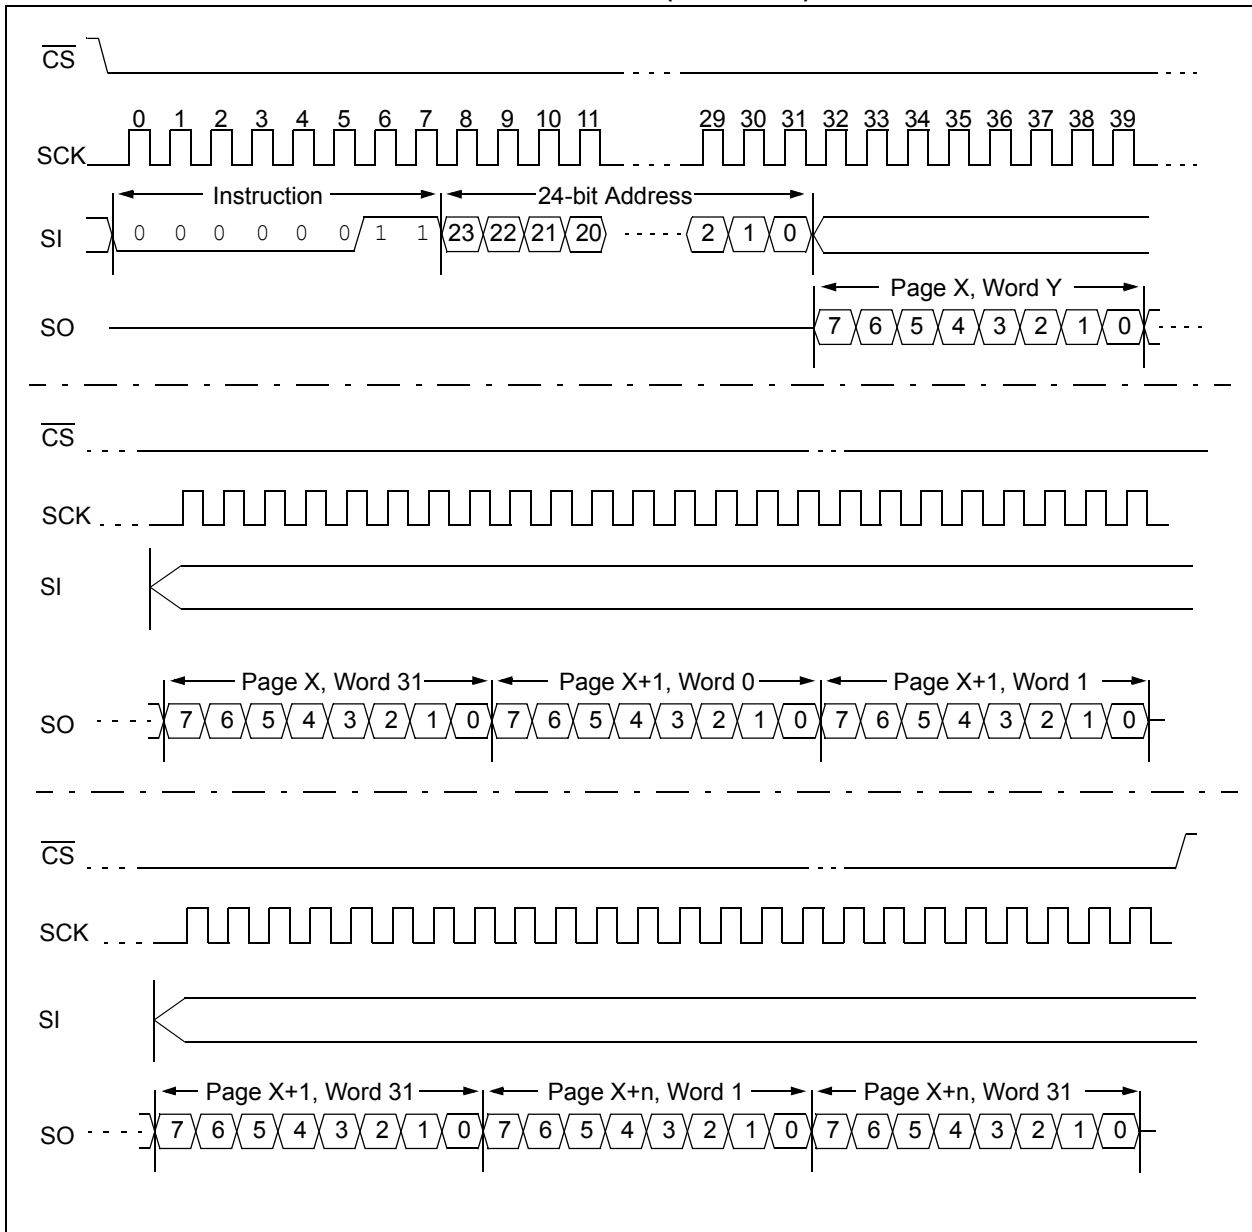 CS
0 1 2 3 4 5 6 7 8 9 10 11 29 30 31 32 33 34 35 36 37 38 39
SCK
Instruction 24-bit Address
SI 0 0 0 0 0 0 1 1 23 22 21 20 2 1 0
Page X, Word Y
SO 7 6 5 4 3 2 1 0
CS
SCK
SI
Page X, Word 31 Page X+1, Word 0 Page X+1, Word 1
SO 7 6 5 4 3 2 1 0 7 6 5 4 3 2 1 0 7 6 5 4 3 2 1 0
CS
SCK
SI
Page X+1, Word 31 Page X+n, Word 1 Page X+n, Word 31
SO 7 6 5 4 3 2 1 0 7 6 5 4 3 2 1 0 7 6 5 4 3 2 1 0